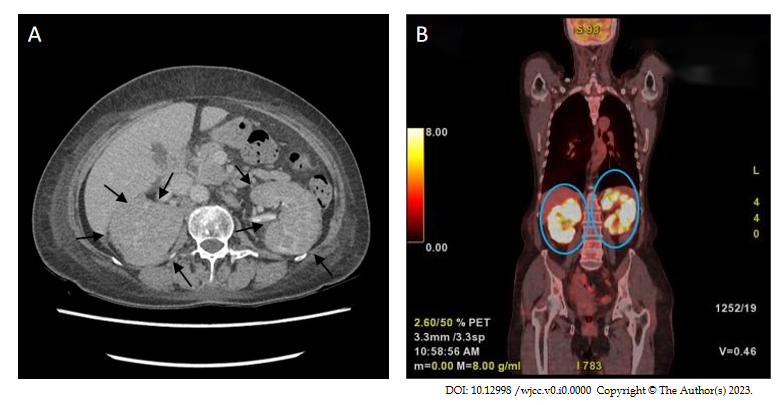 A
B
S 98
8.00
0.00
L
4
4
0
2.60/50 % PET
3.3mm /3.3sp
10:58:56 AM
m=0.00 M=8.00 g/ml
I 783
1252/19
V=0.46
DOI: 10.12998 /wjcc.v0.i0.0000 Copyright © The Author(s) 2023.